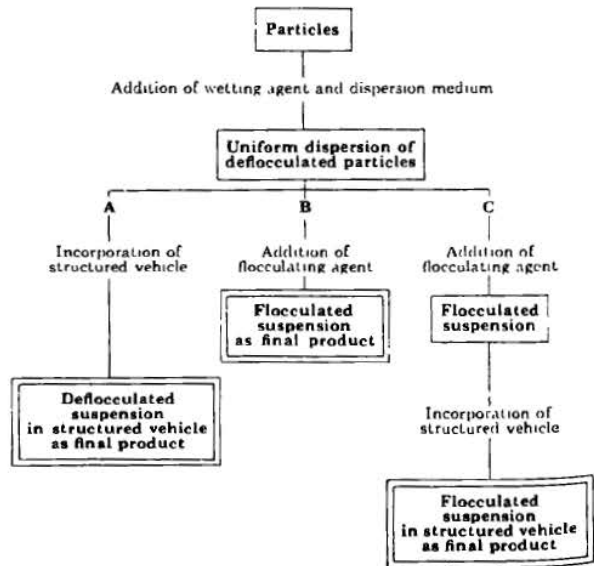 Particles
Addition of wetting agent and dispersion medium
Uniform dispersion of
deflocculated particles
A
B
C
Incorporation of
structured vehicle
Addition of
flocculating agent
Addition of
flocculating agent
Flocculated
suspension
as final product
Flocculated
suspension
Deflocculated
suspension
in structured vehicle
as final product
Incorporation of
structured vehicle
Flocculated
suspension
in structured vehicle
as final product